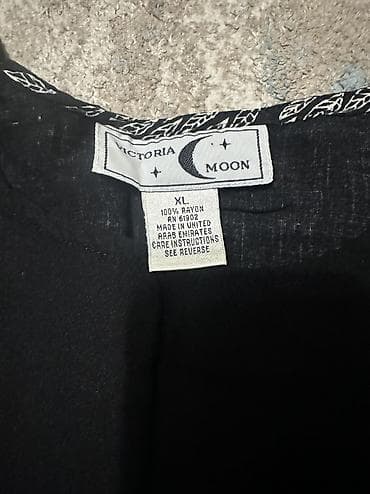 VICTORIA
MOON
XL
100% RAYON
RN 61902
MADE IN UNITED
ARAB EMIRATES
CARE INSTRUCTIONS
SEE REVERSE